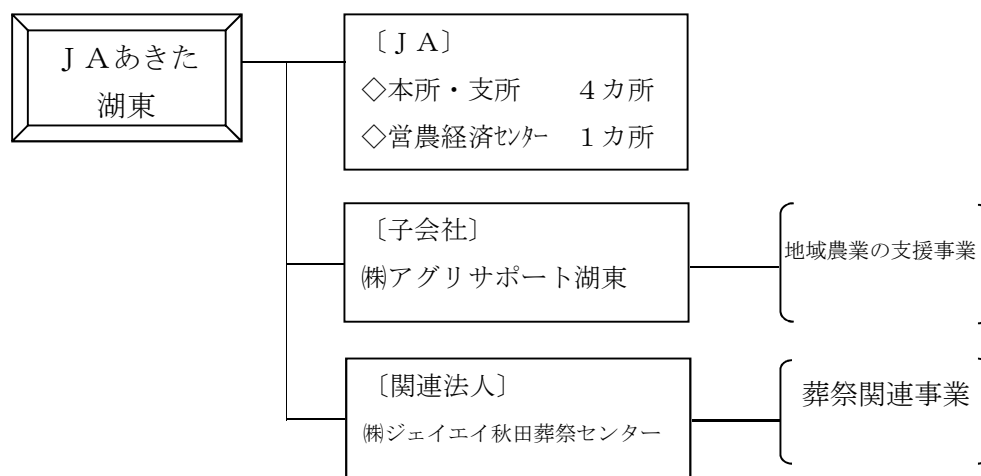 ＪＡあきた
湖東
〔ＪＡ〕
◇本所・支所　　４カ所
◇営農経済ｾﾝﾀｰ　１カ所
〔子会社〕
㈱アグリサポート湖東
地域農業の支援事業
〔関連法人〕
㈱ジェイエイ秋田葬祭センター
葬祭関連事業